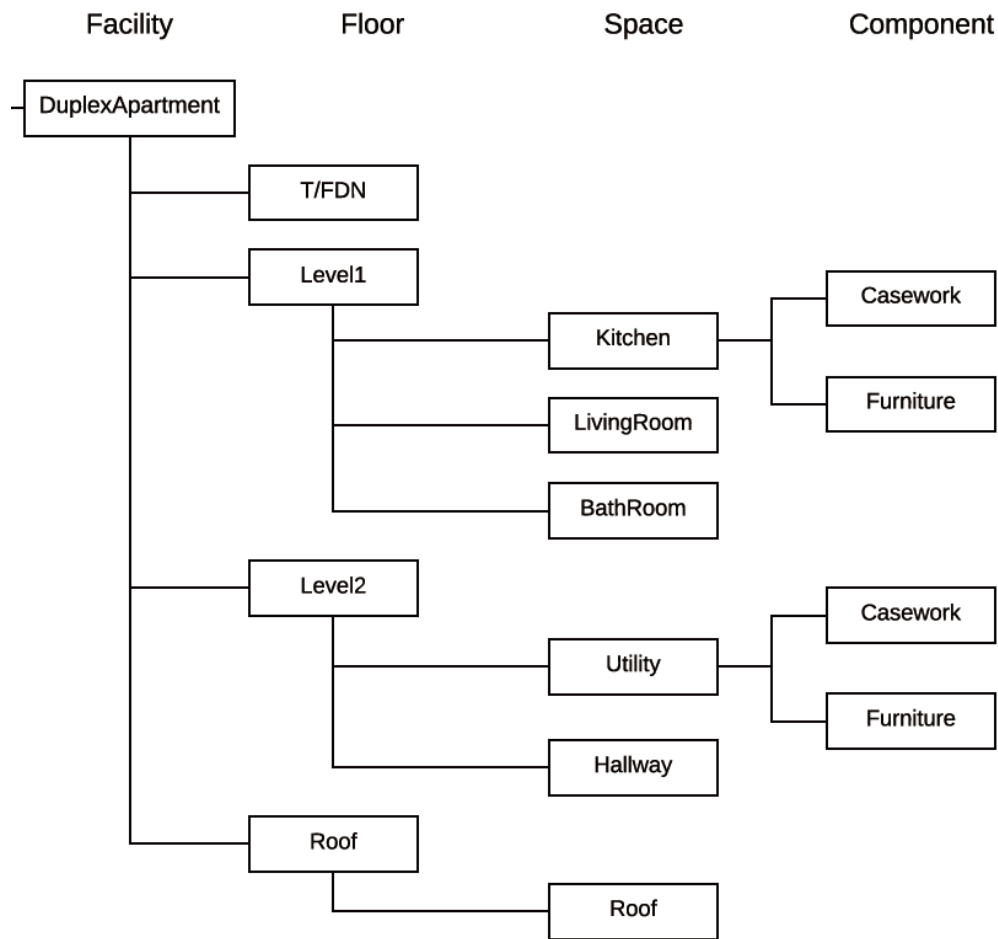 Facility Floor Space Component
DuplexApartment
T/FDN
Level1
Kitchen
Casework
Furniture
LivingRoom
BathRoom
Level2
Utility
Casework
Furniture
Hallway
Roof
Roof